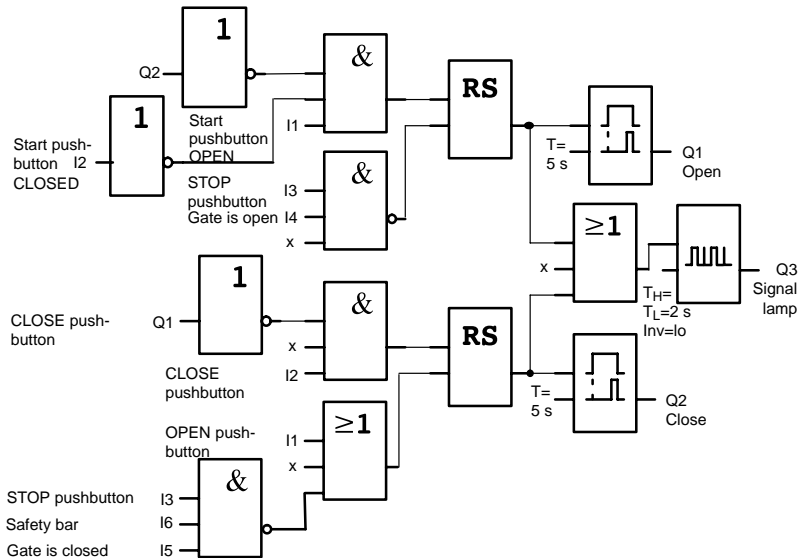 1
&
RS
Q2
1
Start
pushbutton
OPEN
I1
Start push-
button I2
CLOSED
T=
5 s
Q1
Open
STOP
pushbutton
Gate is open
I3
I4
x
&
≥1
x
Q3
Signal
lamp
TH=
TL=2 s
Inv=lo
1
&
RS
CLOSE push-
button
Q1
x
I2
CLOSE
pushbutton
T=
5 s
Q2
Close
OPEN push-
button
≥1
I1
x
&
STOP pushbutton I3
Safety bar I6
Gate is closed I5